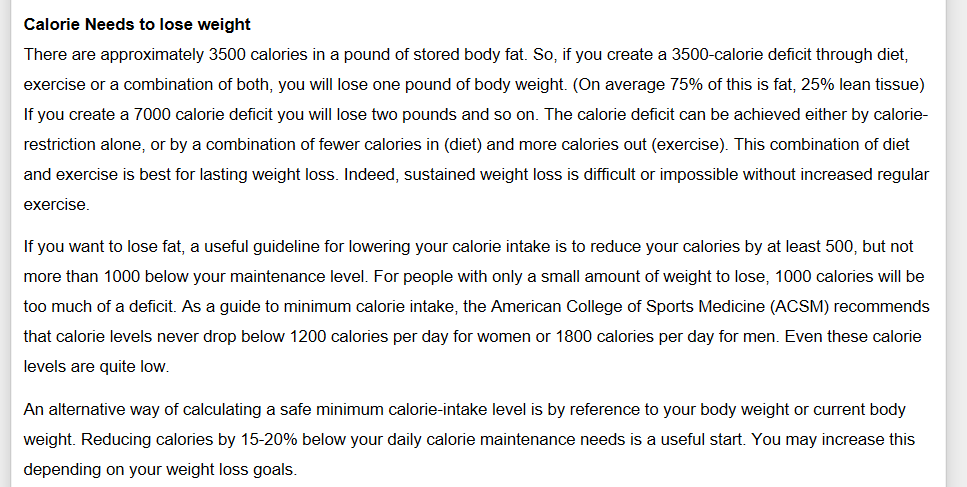 Calorie Needs to lose weight
There are approximately 3500 calories in a pound of stored body fat. So, if you create a 3500-calorie deficit through diet,
exercise or a combination of both, you will lose one pound of body weight. (On average 75% of this is fat, 25% lean tissue)
If you create a 7000 calorie deficit you will lose two pounds and so on. The calorie deficit can be achieved either by calorie-
restriction alone, or by a combination of fewer calories in (diet) and more calories out (exercise). This combination of diet
and exercise is best for lasting weight loss. Indeed, sustained weight loss is difficult or impossible without increased regular
exercise.
If you want to lose fat, a useful guideline for lowering your calorie intake is to reduce your calories by at least 500, but not
more than 1000 below your maintenance level. For people with only a small amount of weight to lose, 1000 calories will be
too much of a deficit. As a guide to minimum calorie intake, the American College of Sports Medicine (ACSM) recommends
that calorie levels never drop below 1200 calories per day for women or 1800 calories per day for men. Even these calorie
levels are quite low.
An alternative way of calculating a safe minimum calorie-intake level is by reference to your body weight or current body
weight. Reducing calories by 15-20% below your daily calorie maintenance needs is a useful start. You may increase this
depending on your weight loss goals.